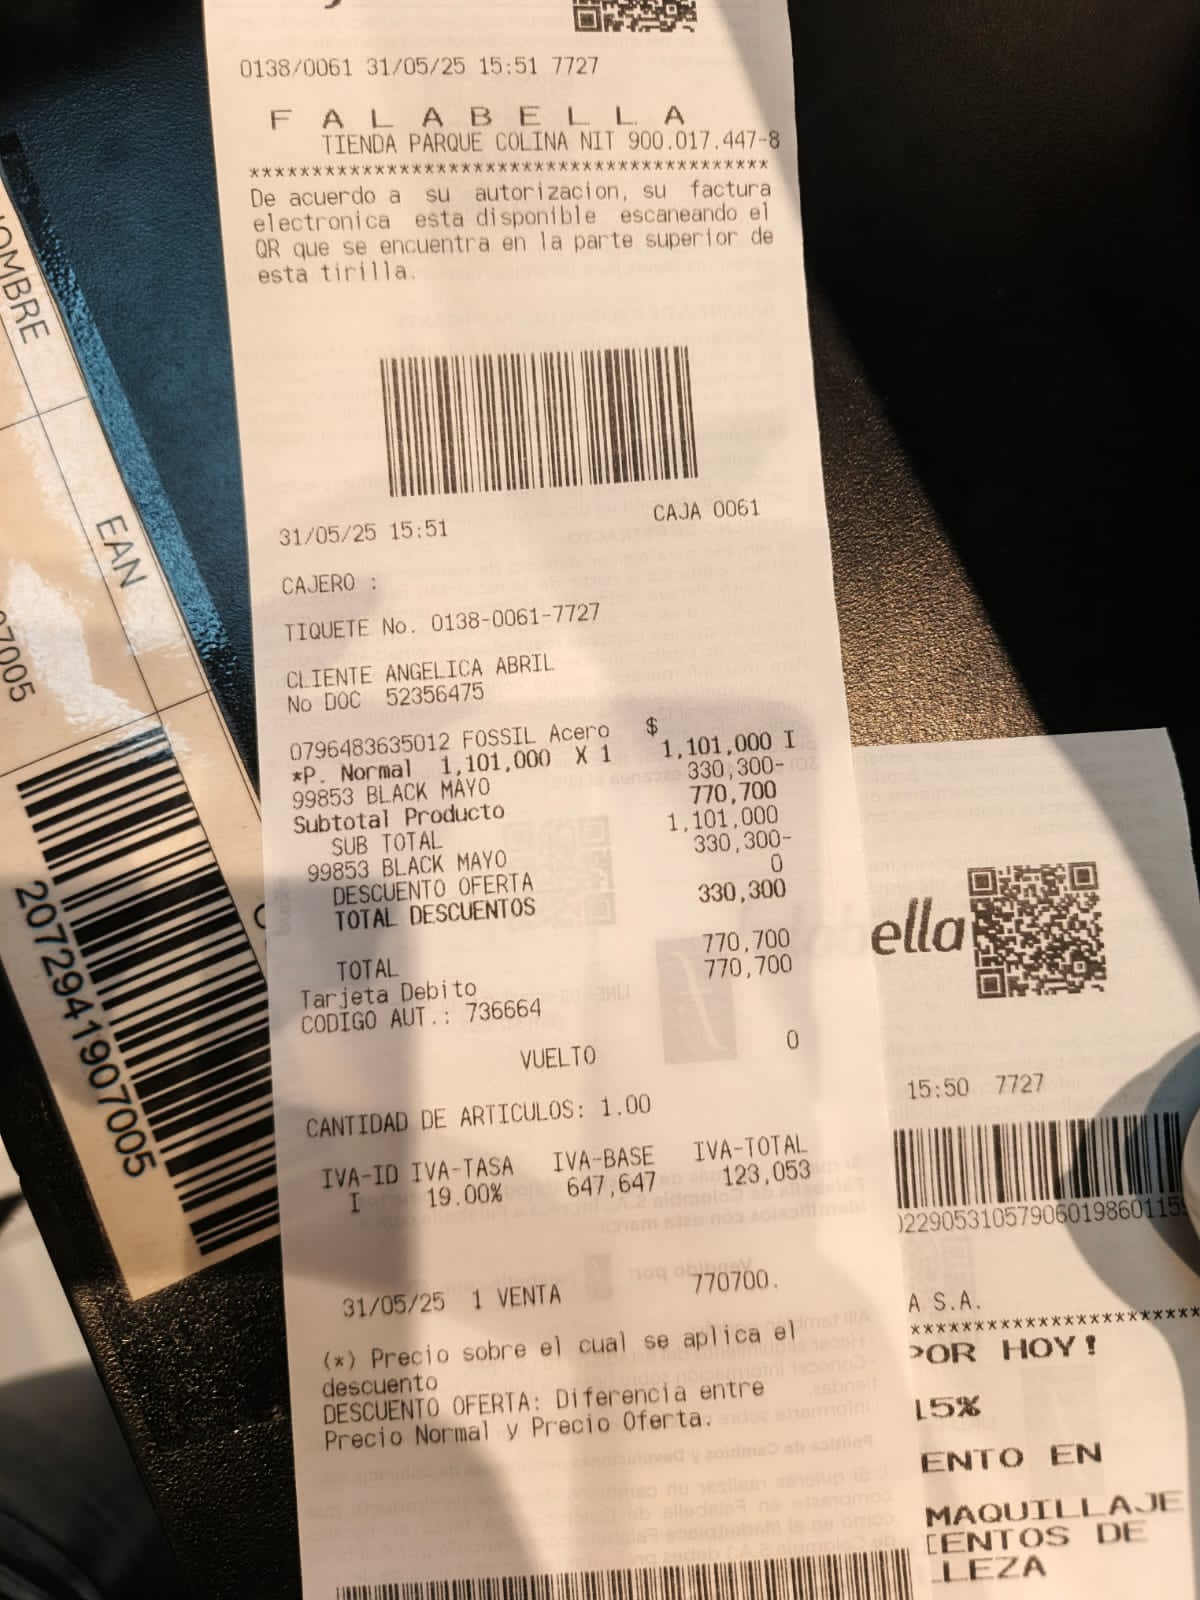 0138/0061 31/05/25 15:51 7727
F A L A B E L L A
TIENDA PARQUE COLINA NIT 900.017.447-8
****************************************
De acuerdo a su autorizacion, su factura
electronica esta disponible escaneando el
QR que se encuentra en la parte superior de
esta tirilla.
31/05/25 15:51 CAJA 0061
CAJERO :
TIQUETE No. 0138-0061-7727
CLIENTE ANGELICA ABRIL
No DOC 52356475
0796483635012 FOSSIL Acero $
*P. Normal 1,101,000 X 1 1,101,000 I
99853 BLACK MAYO 330,300-
Subtotal Producto 770,700
SUB TOTAL 1,101,000
99853 BLACK MAYO 330,300-
DESCUENTO OFERTA 0
TOTAL DESCUENTOS 330,300
TOTAL 770,700
Tarjeta Debito 770,700
CODIGO AUT.: 736664
VUELTO 0
CANTIDAD DE ARTICULOS: 1.00
IVA-ID IVA-TASA IVA-BASE IVA-TOTAL
I 19.00% 647,647 123,053
31/05/25 1 VENTA 770700.
(*) Precio sobre el cual se aplica el
descuento
DESCUENTO OFERTA: Diferencia entre
Precio Normal y Precio Oferta.
OMBRE
EAN
07005
2072941907005
ella
15:50 7727
A S.A.
POR HOY!
15%
ENTO EN
MAQUILLAJE
ENTOS DE
LEZA